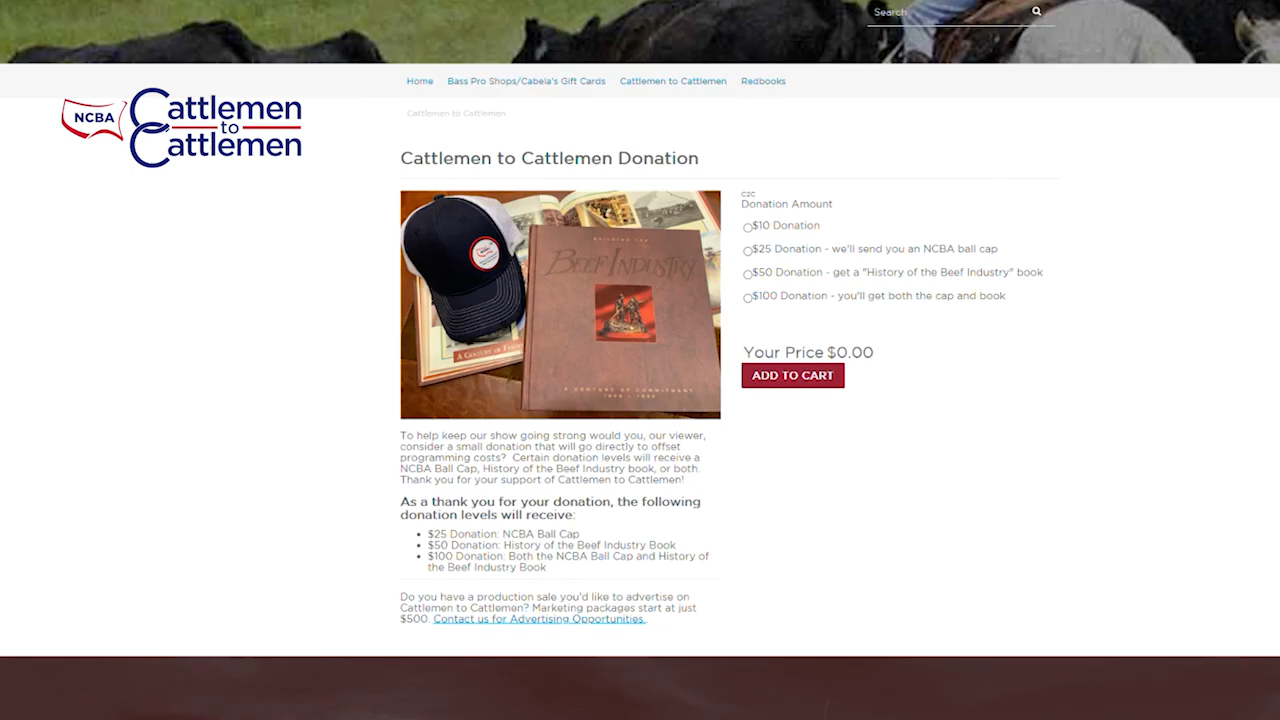 Search
Home Bass Pro Shops/Cabela's Gift Cards Cattlemen to Cattlemen Redbooks
NCBA
Cattlemen
to
Cattlemen
Cattlemen to Cattlemen
Cattlemen to Cattlemen Donation
BUILDING THE
BEEF INDUSTRY
A CENTURY OF
A CENTURY OF COMMITMENT
1898 - 1998
C2C
Donation Amount
$10 Donation
$25 Donation - we'll send you an NCBA ball cap
$50 Donation - get a "History of the Beef Industry" book
$100 Donation - you'll get both the cap and book
Your Price $0.00
ADD TO CART
To help keep our show going strong would you, our viewer,
consider a small donation that will go directly to offset
programming costs? Certain donation levels will receive a
NCBA Ball Cap, History of the Beef Industry book, or both.
Thank you for your support of Cattlemen to Cattlemen!
As a thank you for your donation, the following
donation levels will receive:
• $25 Donation: NCBA Ball Cap
• $50 Donation: History of the Beef Industry Book
• $100 Donation: Both the NCBA Ball Cap and History of
the Beef Industry Book
Do you have a production sale you'd like to advertise on
Cattlemen to Cattlemen? Marketing packages start at just
$500. Contact us for Advertising Opportunities.